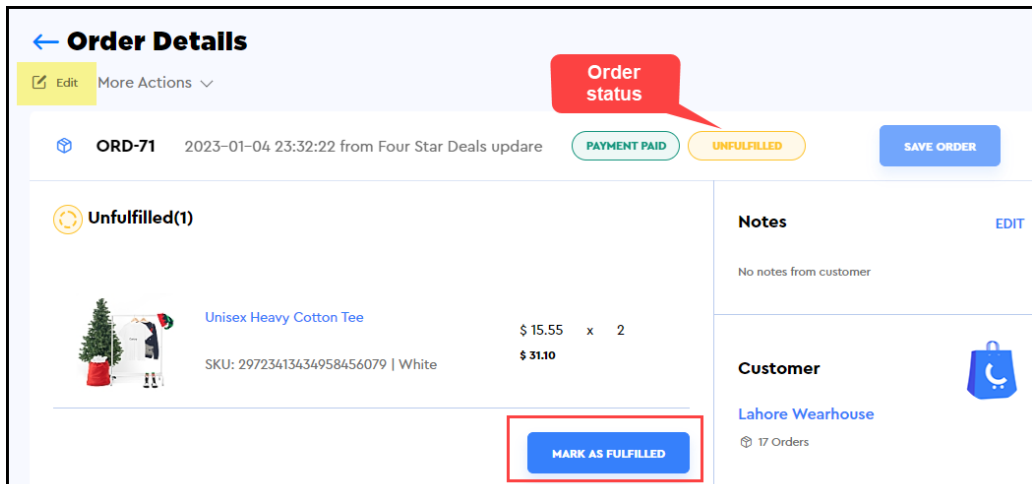 Order Details
Edit More Actions
Order
status
ORD-71 2023-01-04 23:32:22 from Four Star Deals updare PAYMENT PAID UNFULFILLED SAVE ORDER
Unfulfilled(1)
Unisex Heavy Cotton Tee
$ 15.55 x 2
SKU: 29723413434958456079 | White
$ 31.10
MARK AS FULFILLED
Notes EDIT
No notes from customer
Customer
Lahore Wearhouse
17 Orders